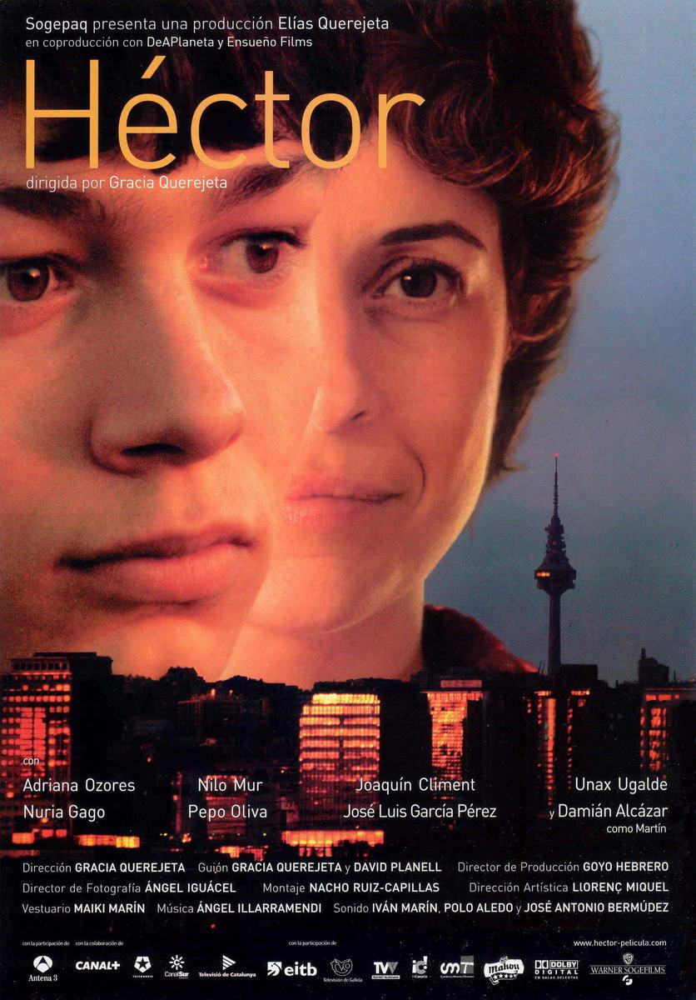 Sogepaq presenta una producción Elías Querejeta
en coproducción con DeAPlaneta y Ensueño Films
Héctor
dirigida por Gracia Querejeta
con
Adriana Ozores Nilo Mur Joaquín Climent Unax Ugalde
Nuria Gago Pepo Oliva José Luis García Pérez y Damián Alcázar
como Martín
Dirección GRACIA QUEREJETA Guión GRACIA QUEREJETA y DAVID PLANELL Director de Producción GOYO HEBRERO
Director de Fotografía ÁNGEL IGUÁCEL Montaje NACHO RUIZ-CAPILLAS Dirección Artística LlORENÇ MIQUEL
Vestuario MAIKI MARÍN Música ÁNGEL ILLARRAMENDI Sonido IVÁN MARÍN, POLO ALEDO y JOSÉ ANTONIO BERMÚDEZ
con la participación de con la colaboración de con la participación de www.hector-pelicula.com
Antena 3 CANAL+ TELEMADRID CanalSur Televisió de Catalunya eitb Televisión de Galicia TVV cmT Mahou DOLBY DIGITAL EN SALAS SELECTAS WARNER SOGEFILMS